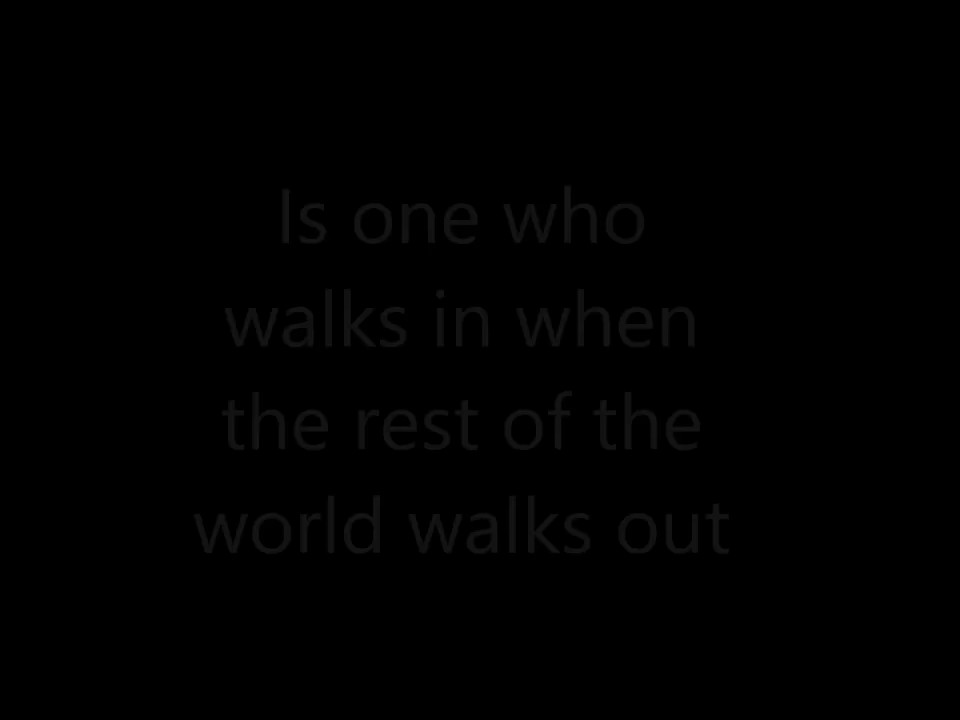 Is one who
walks in when
the rest of the
world walks out